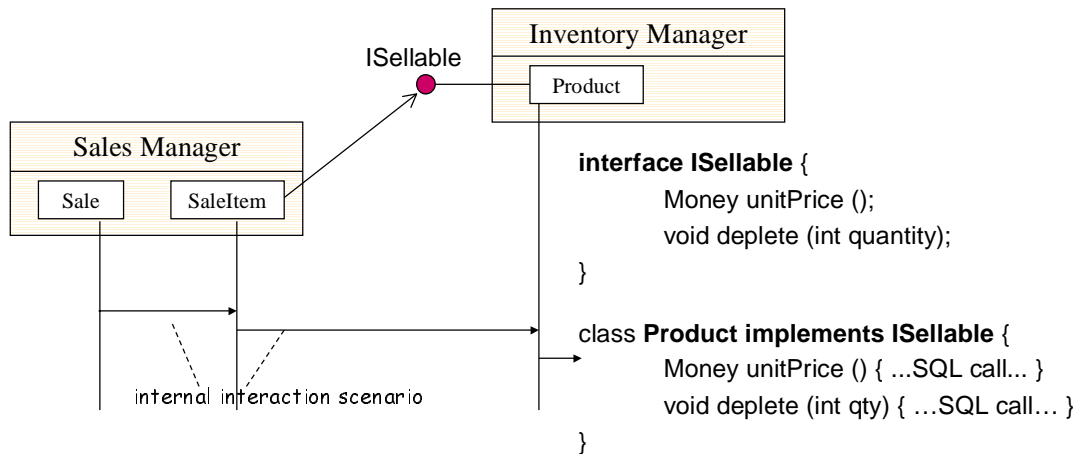 Inventory Manager
ISellable
Product
Sales Manager
Sale
SaleItem
interface ISellable {
Money unitPrice ();
void deplete (int quantity);
}
class Product implements ISellable {
Money unitPrice () { ...SQL call... }
void deplete (int qty) { …SQL call… }
}
internal interaction scenario